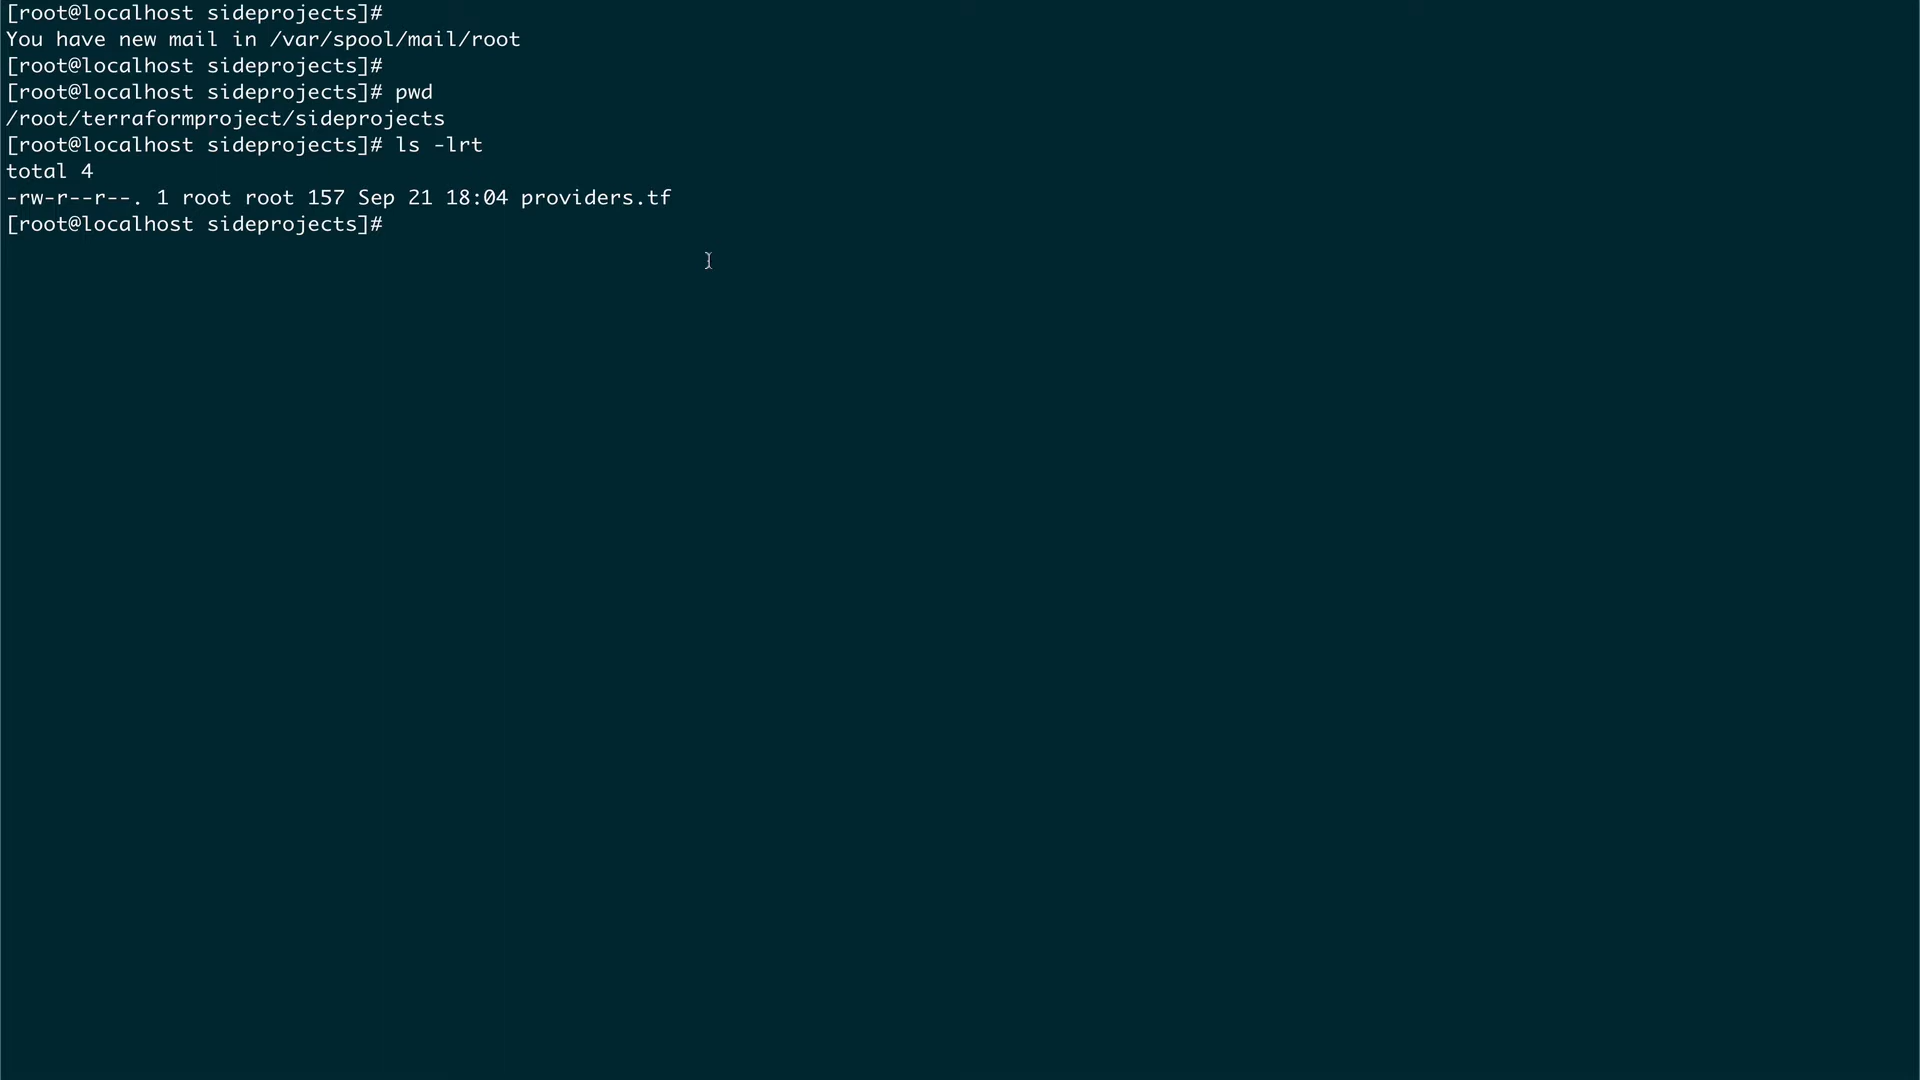 [root@localhost sideprojects]#
You have new mail in /var/spool/mail/root
[root@localhost sideprojects]#
[root@localhost sideprojects]# pwd
/root/terraformproject/sideprojects
[root@localhost sideprojects]# ls -lrt
total 4
-rw-r--r--. 1 root root 157 Sep 21 18:04 providers.tf
[root@localhost sideprojects]#